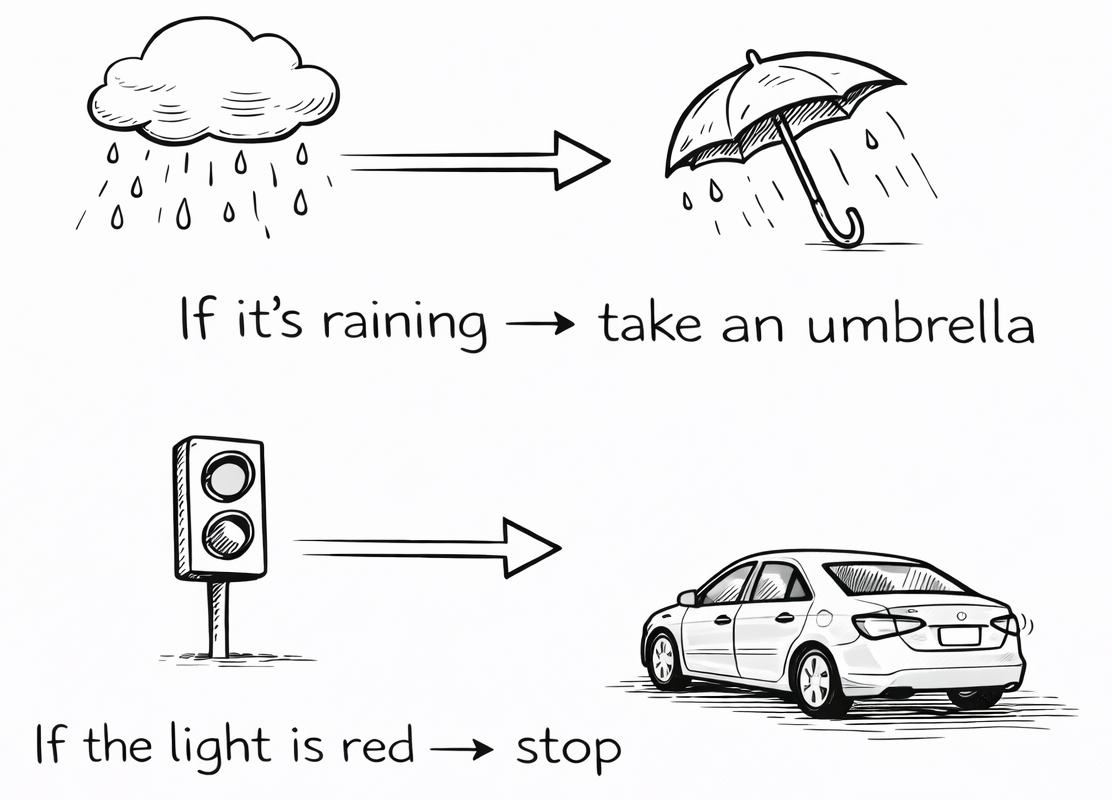 If it’s raining → take an umbrella
If the light is red → stop